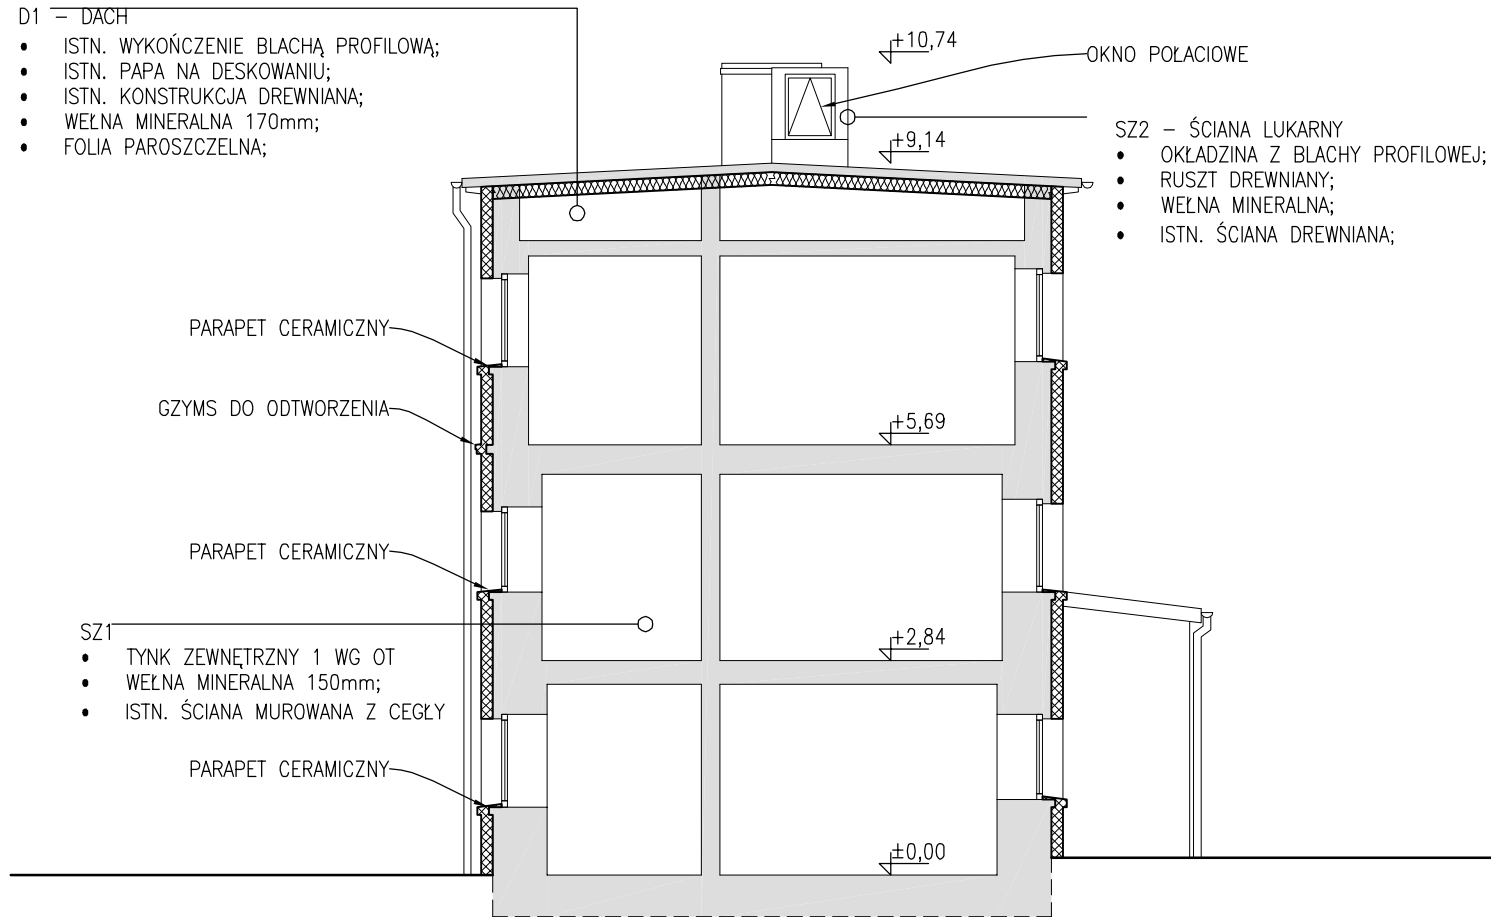 D1 – DACH
• ISTN. WYKOŃCZENIE BLACHĄ PROFILOWĄ;
• ISTN. PAPA NA DESKOWANIU;
• ISTN. KONSTRUKCJA DREWNIANA;
• WEŁNA MINERALNA 170mm;
• FOLIA PAROSZCZELNA;
+10,74
OKNO POŁACIOWE
+9,14
SZ2 – ŚCIANA LUKARNY
• OKŁADZINA Z BLACHY PROFILOWEJ;
• RUSZT DREWNIANY;
• WEŁNA MINERALNA;
• ISTN. ŚCIANA DREWNIANA;
PARAPET CERAMICZNY
GZYMS DO ODTWORZENIA
+5,69
PARAPET CERAMICZNY
SZ1
• TYNK ZEWNĘTRZNY 1 WG OT
• WEŁNA MINERALNA 150mm;
• ISTN. ŚCIANA MUROWANA Z CEGŁY
+2,84
PARAPET CERAMICZNY
±0,00